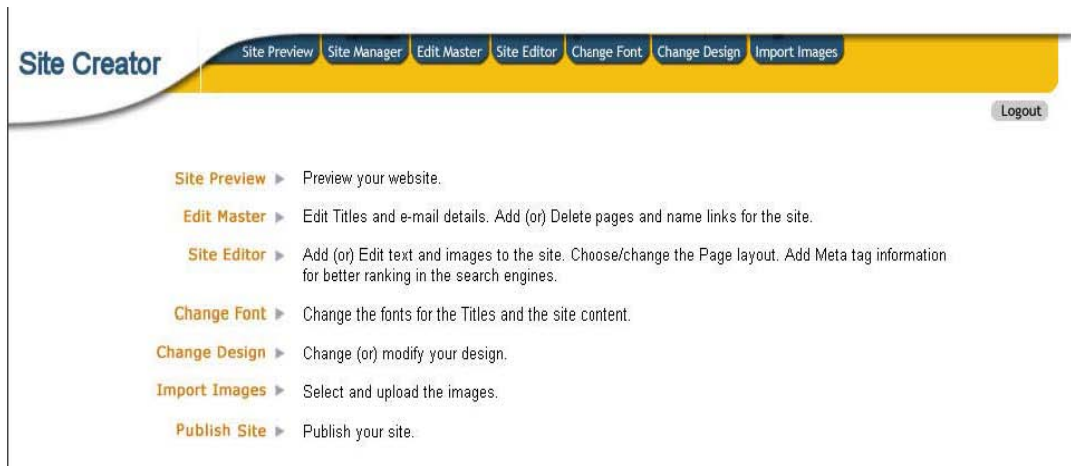 Site Creator
Site Preview Site Manager Edit Master Site Editor Change Font Change Design Import Images
Logout
Site Preview Preview your website.
Edit Master Edit Titles and e-mail details. Add (or) Delete pages and name links for the site.
Site Editor Add (or) Edit text and images to the site. Choose/change the Page layout. Add Meta tag information
for better ranking in the search engines.
Change Font Change the fonts for the Titles and the site content.
Change Design Change (or) modify your design.
Import Images Select and upload the images.
Publish Site Publish your site.